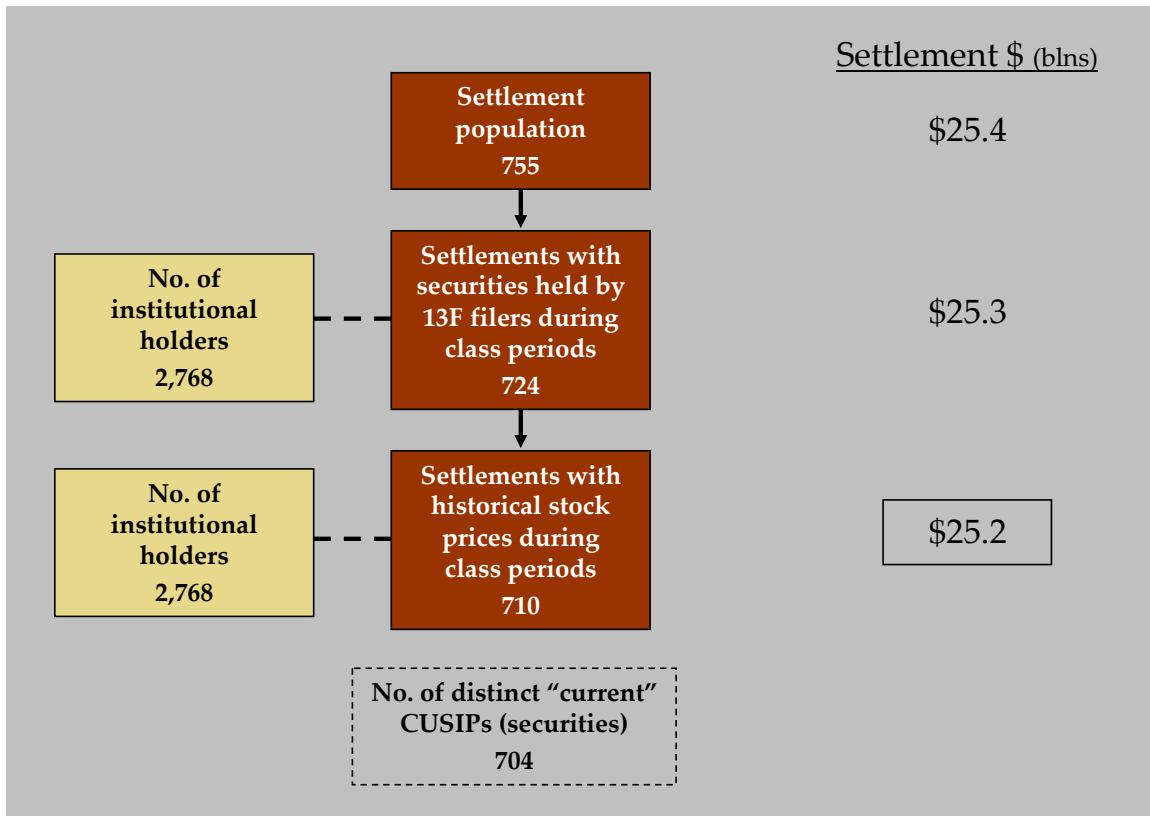 Settlement $ (blns)
Settlement
population
755
$25.4
No. of
institutional
holders
2,768
Settlements with
securities held by
13F filers during
class periods
724
$25.3
No. of
institutional
holders
2,768
Settlements with
historical stock
prices during
class periods
710
$25.2
No. of distinct “current”
CUSIPs (securities)
704